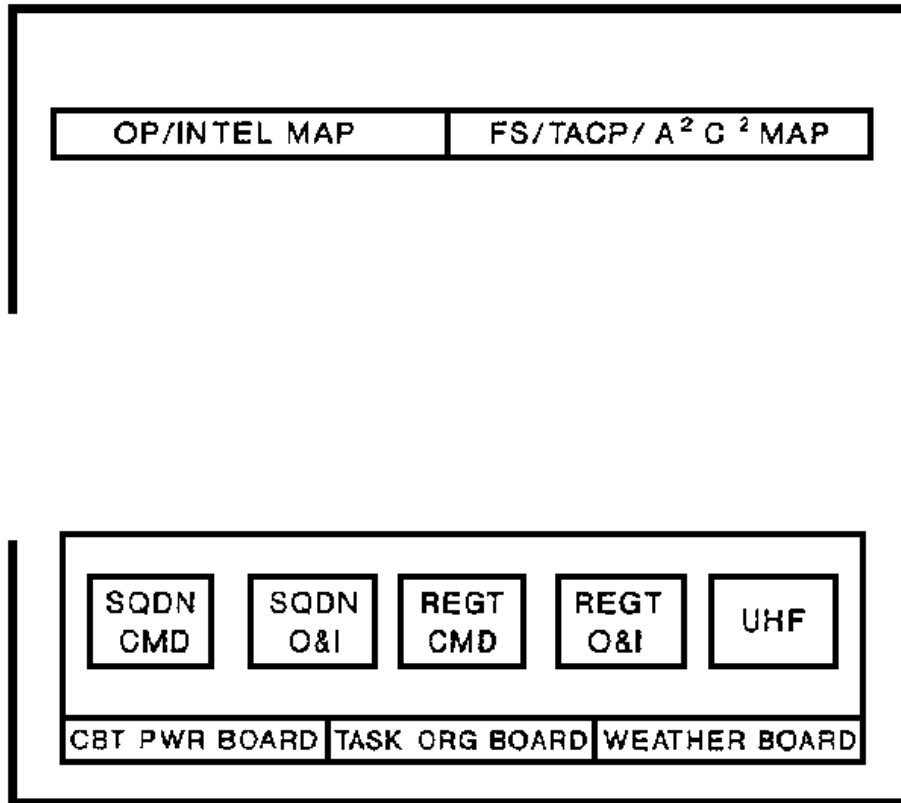 OP/INTEL MAP
FS/TACP/ A² C² MAP
SQDN
CMD
SQDN
O&I
REGT
CMD
REGT
O&I
UHF
CBT PWR BOARD
TASK ORG BOARD
WEATHER BOARD